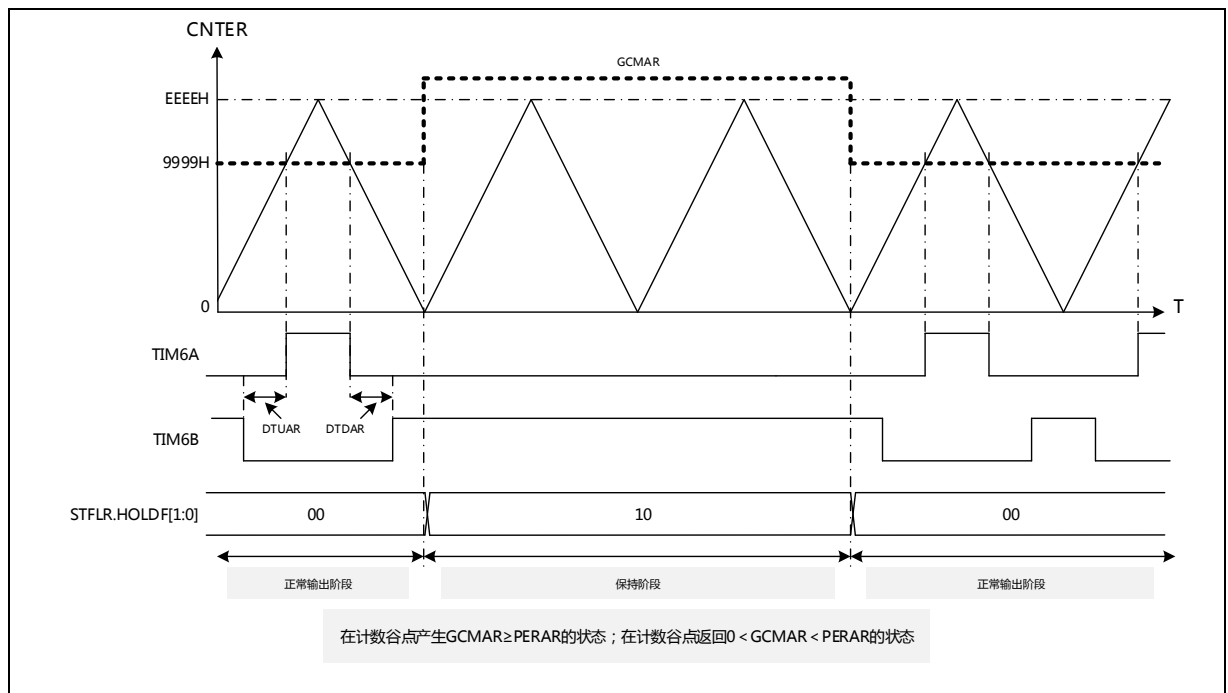 CNTER
GCMAR
EEEEH
9999H
0
T
TIM6A
DTUAR
DTDAR
TIM6B
STFLR.HOLDF[1:0]
00
10
00
正常输出阶段
保持阶段
正常输出阶段
在计数谷点产生GCMAR≥PERAR的状态；在计数谷点返回0＜GCMAR＜PERAR的状态